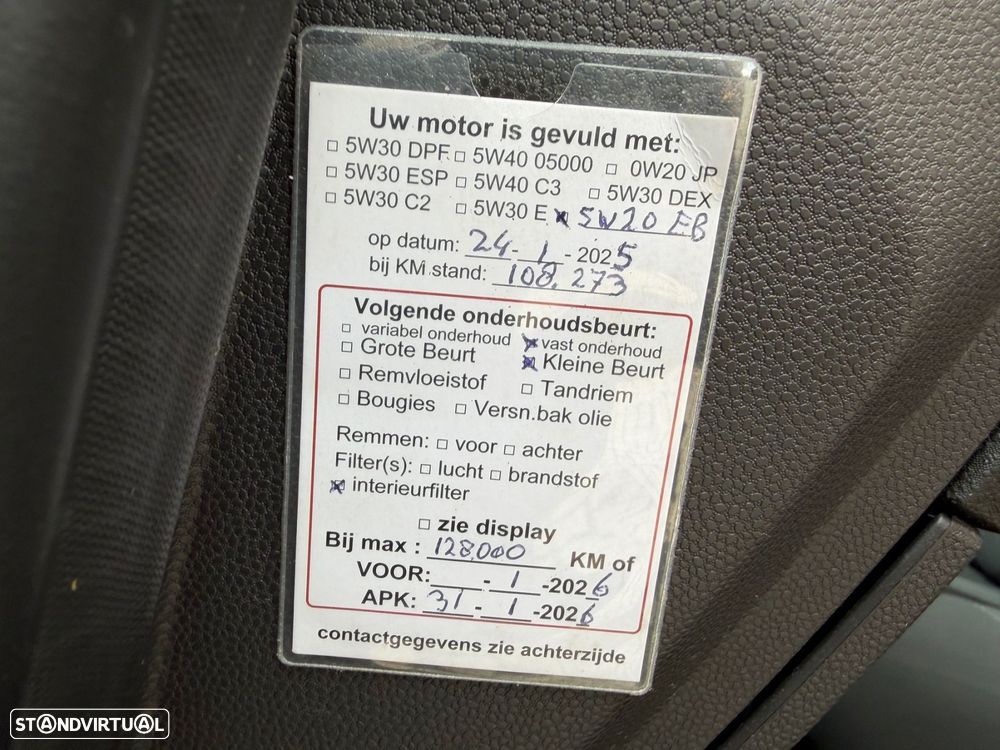 Uw motor is gevuld met:
□ 5W30 DPF □ 5W40 05000 □ 0W20 JP
□ 5W30 ESP □ 5W40 C3 □ 5W30 DEX
□ 5W30 C2 □ 5W30 E ☒ 5W20 EB
op datum: 24 - 1 - 2025
bij KM stand: 108.273
Volgende onderhoudsbeurt:
□ variabel onderhoud ☒ vast onderhoud
□ Grote Beurt ☒ Kleine Beurt
□ Remvloeistof □ Tandriem
□ Bougies □ Versn.bak olie
Remmen: □ voor □ achter
Filter(s): □ lucht □ brandstof
☒ interieurfilter
□ zie display
Bij max : 128.000 KM of
VOOR: - 1 -2026
APK: 31 - 1 -2026
contactgegevens zie achterzijde
STANDVIRTUAL